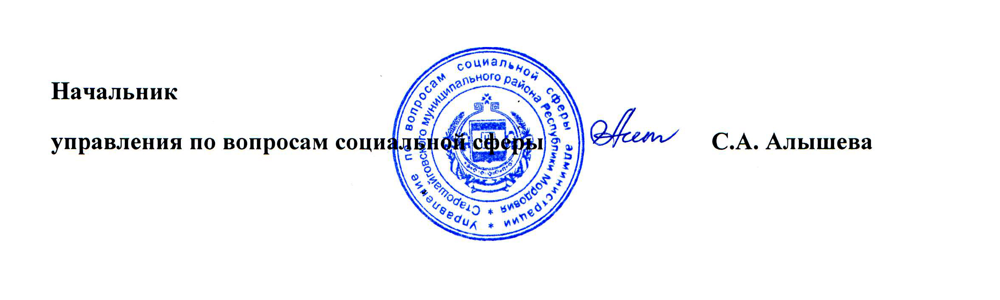 Начальник
управления по вопросам социальной сферы
С.А. Алышева
Управление по вопросам социальной сферы администрации *
Старошайговского муниципального района Республики Мордовия *